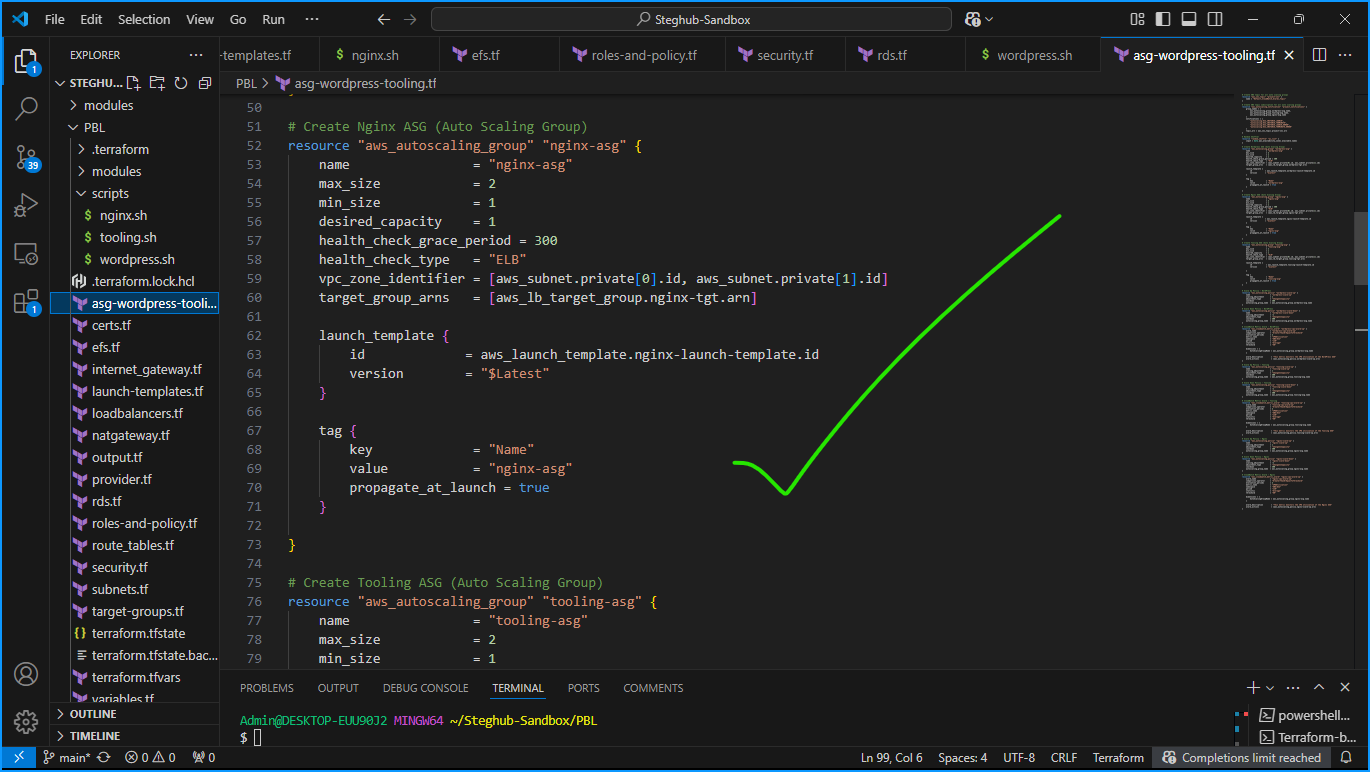 File Edit Selection View Go Run ··· Steghub-Sandbox
EXPLORER ···
-templates.tf
nginx.sh
efs.tf
roles-and-policy.tf
security.tf
rds.tf
wordpress.sh
asg-wordpress-tooling.tf
STEGHU...
modules
PBL
.terraform
modules
scripts
nginx.sh
tooling.sh
wordpress.sh
.terraform.lock.hcl
asg-wordpress-tooli...
certs.tf
efs.tf
internet_gateway.tf
launch-templates.tf
loadbalancers.tf
natgateway.tf
output.tf
provider.tf
rds.tf
roles-and-policy.tf
route_tables.tf
security.tf
subnets.tf
target-groups.tf
terraform.tfstate
terraform.tfstate.bac...
terraform.tfvars
variables.tf
OUTLINE
TIMELINE
1
39
1
PBL > asg-wordpress-tooling.tf
50
51 # Create Nginx ASG (Auto Scaling Group)
52 resource "aws_autoscaling_group" "nginx-asg" {
53 name = "nginx-asg"
54 max_size = 2
55 min_size = 1
56 desired_capacity = 1
57 health_check_grace_period = 300
58 health_check_type = "ELB"
59 vpc_zone_identifier = [aws_subnet.private[0].id, aws_subnet.private[1].id]
60 target_group_arns = [aws_lb_target_group.nginx-tgt.arn]
61
62 launch_template {
63 id = aws_launch_template.nginx-launch-template.id
64 version = "$Latest"
65 }
66
67 tag {
68 key = "Name"
69 value = "nginx-asg"
70 propagate_at_launch = true
71 }
72
73 }
74
75 # Create Tooling ASG (Auto Scaling Group)
76 resource "aws_autoscaling_group" "tooling-asg" {
77 name = "tooling-asg"
78 max_size = 2
79 min_size = 1
PROBLEMS OUTPUT DEBUG CONSOLE TERMINAL PORTS COMMENTS
Admin@DESKTOP-EUU90J2 MINGW64 ~/Steghub-Sandbox/PBL
$
powershell...
Terraform-b...
main* 0 0 0 Ln 99, Col 6 Spaces: 4 UTF-8 CRLF Terraform Completions limit reached